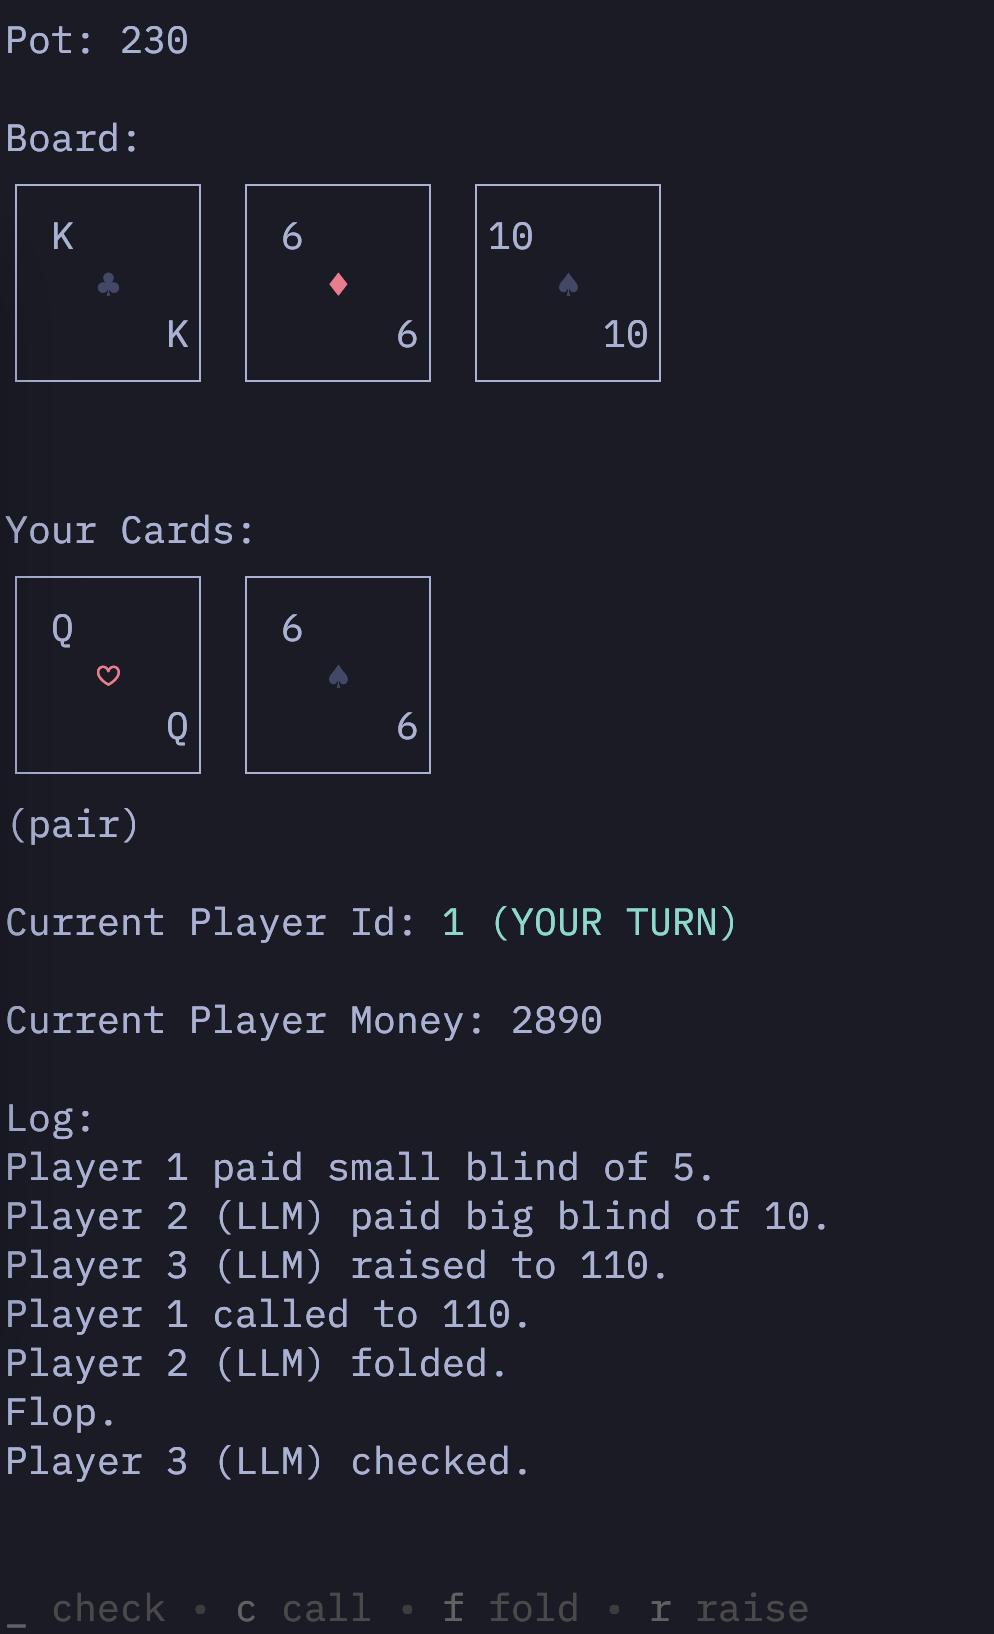 Pot: 230
Board:
K 6 10
♣ ♦ ♠
K 6 10
Your Cards:
Q 6
♡ ♠
Q 6
(pair)
Current Player Id: 1 (YOUR TURN)
Current Player Money: 2890
Log:
Player 1 paid small blind of 5.
Player 2 (LLM) paid big blind of 10.
Player 3 (LLM) raised to 110.
Player 1 called to 110.
Player 2 (LLM) folded.
Flop.
Player 3 (LLM) checked.
_ check • c call • f fold • r raise